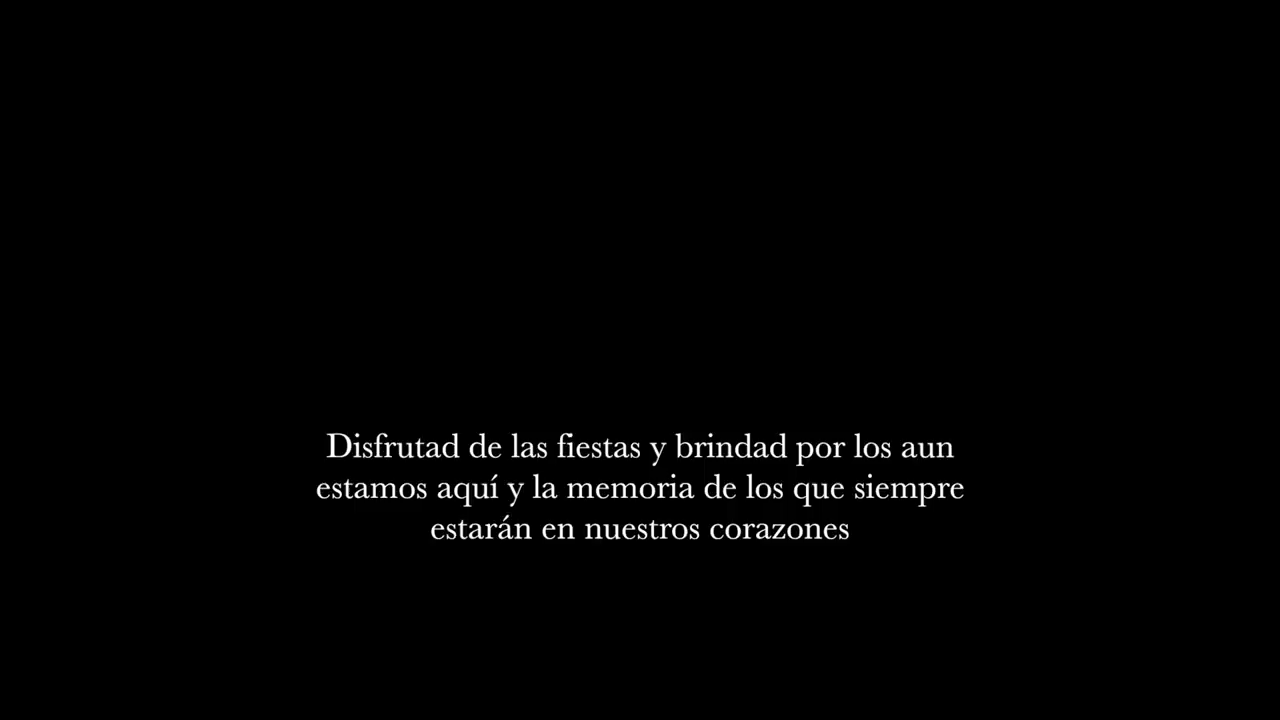 Disfrutad de las fiestas y brindad por los aun
estamos aquí y la memoria de los que siempre
estarán en nuestros corazones